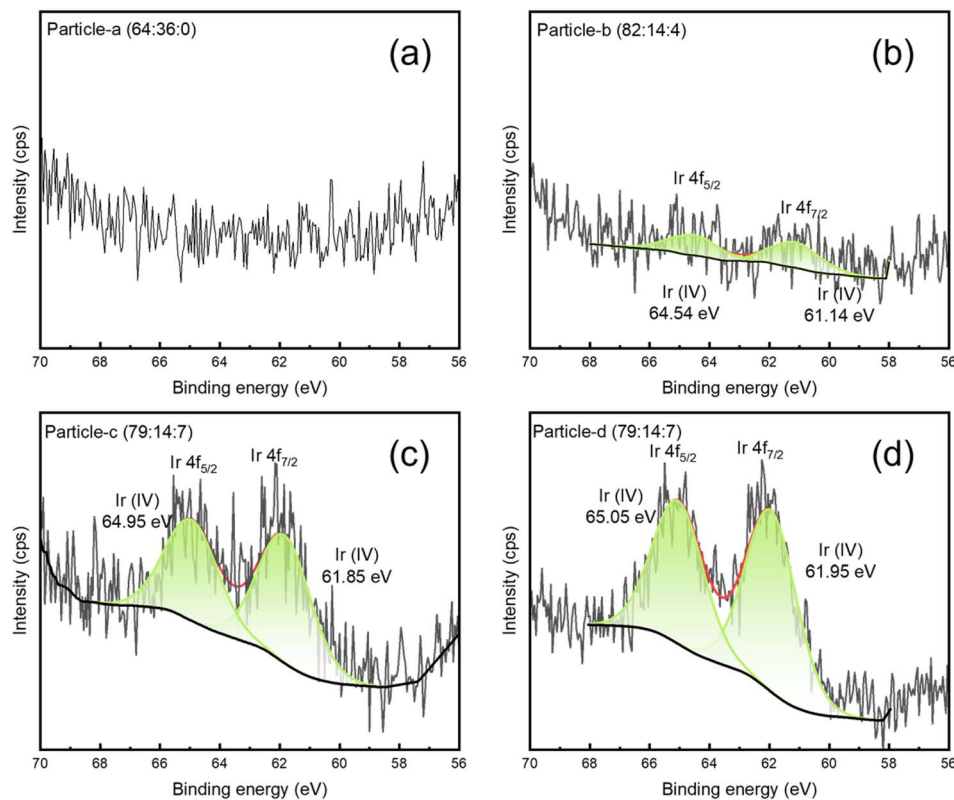 Particle-a (64:36:0)
(a)
Intensity (cps)
70 68 66 64 62 60 58 56
Binding energy (eV)
Particle-b (82:14:4)
(b)
Intensity (cps)
Ir 4f5/2
Ir 4f7/2
Ir (IV)
64.54 eV
Ir (IV)
61.14 eV
70 68 66 64 62 60 58 56
Binding energy (eV)
Particle-c (79:14:7)
(c)
Intensity (cps)
Ir 4f5/2
Ir 4f7/2
Ir (IV)
64.95 eV
Ir (IV)
61.85 eV
70 68 66 64 62 60 58 56
Binding energy (eV)
Particle-d (79:14:7)
(d)
Intensity (cps)
Ir 4f5/2
Ir 4f7/2
Ir (IV)
65.05 eV
Ir (IV)
61.95 eV
70 68 66 64 62 60 58 56
Binding energy (eV)